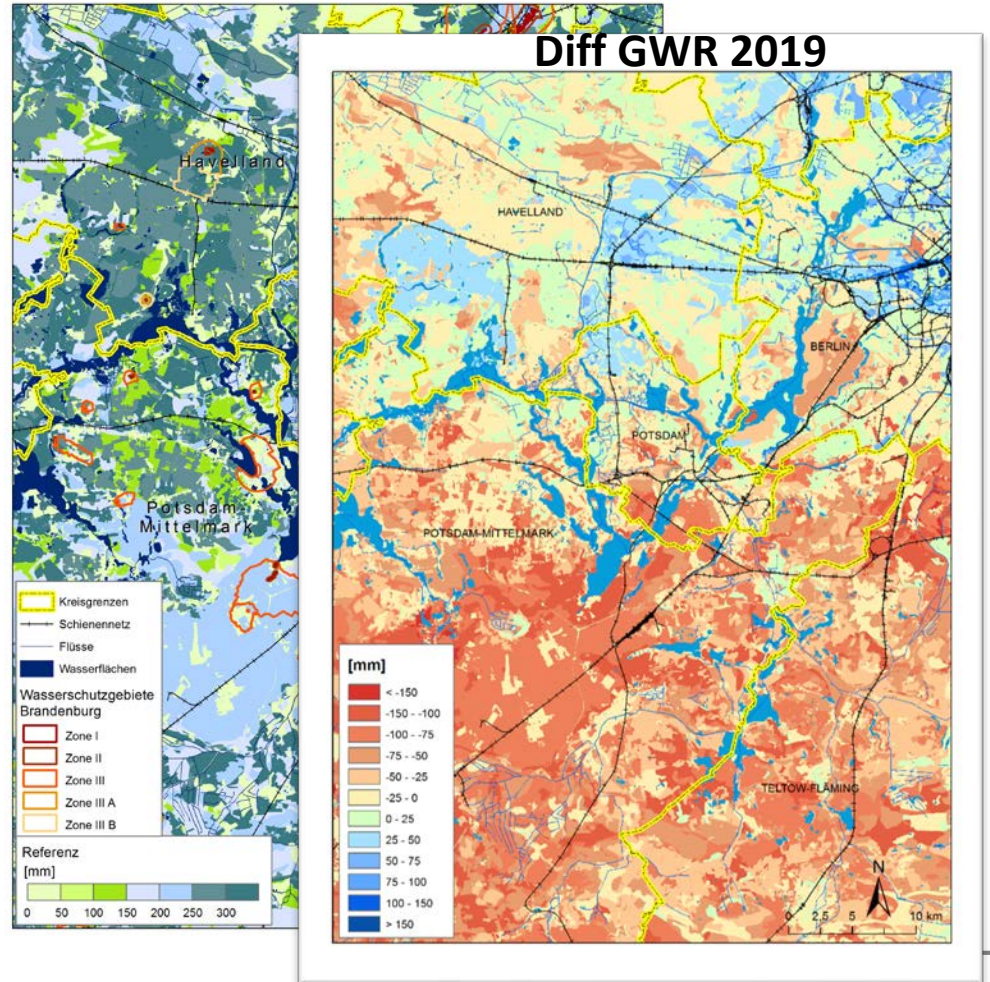 Diff GWR 2019
Havelland
Potsdam-
Mittelmark
Kreisgrenzen
Schienennetz
Flüsse
Wasserflächen
Wasserschutzgebiete
Brandenburg
Zone I
Zone II
Zone III
Zone III A
Zone III B
Referenz
[mm]
0 50 100 150 200 250 300
HAVELLAND
BERLIN
POTSDAM
POTSDAM-MITTELMARK
TELTOW-FLÄMING
[mm]
< -150
-150 - -100
-100 - -75
-75 - -50
-50 - -25
-25 - 0
0 - 25
25 - 50
50 - 75
75 - 100
100 - 150
> 150
N
0 2,5 5 10 km